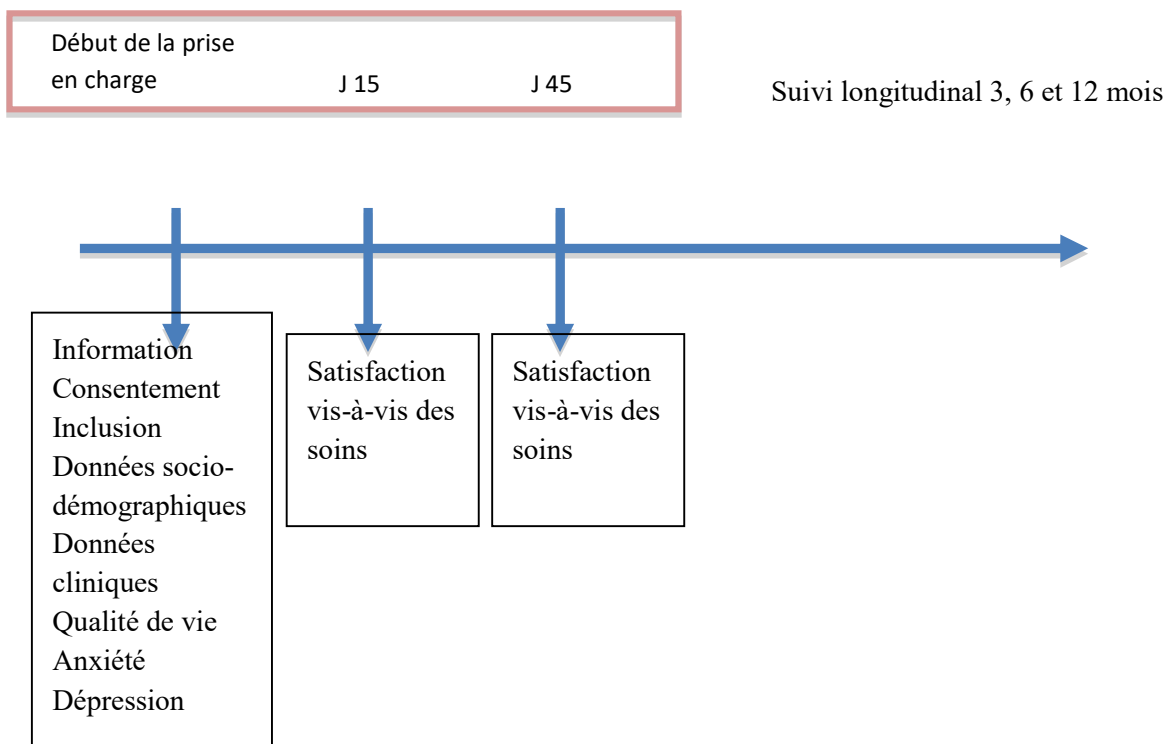 Début de la prise
en charge
J 15
J 45
Suivi longitudinal 3, 6 et 12 mois
Information
Consentement
Inclusion
Données socio-
démographiques
Données
cliniques
Qualité de vie
Anxiété
Dépression
Satisfaction
vis-à-vis des
soins
Satisfaction
vis-à-vis des
soins